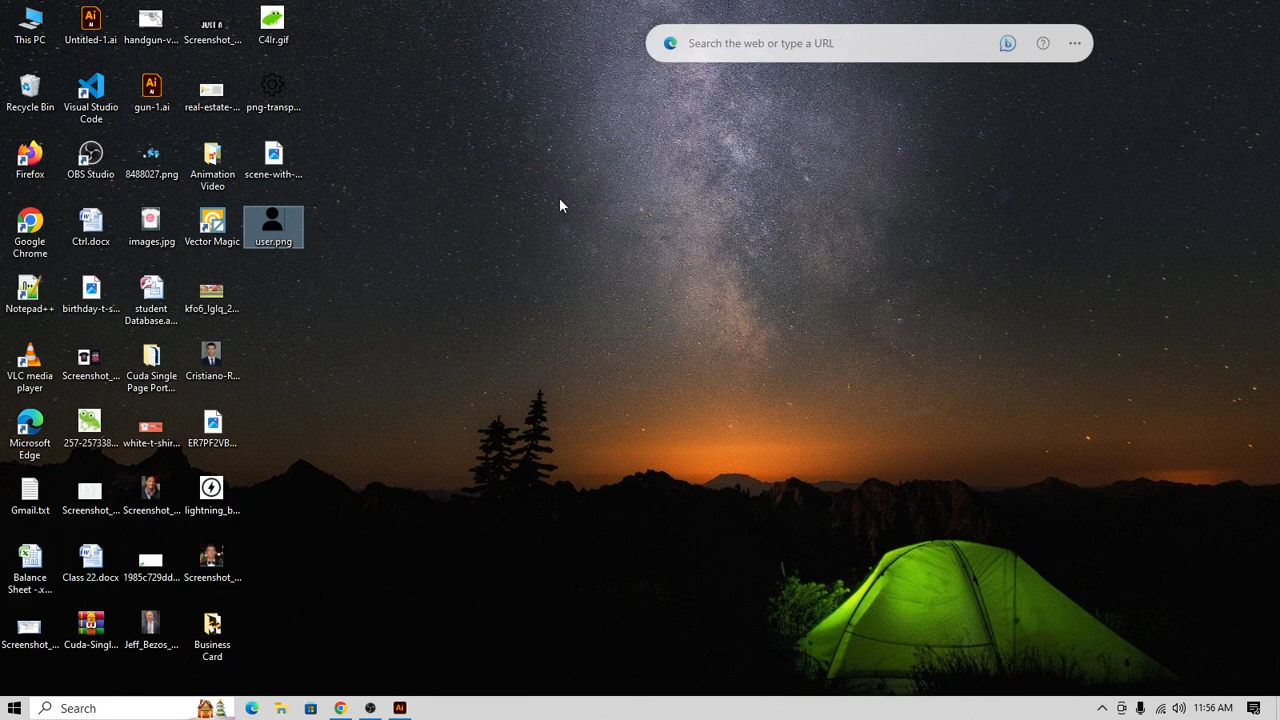 This PC
Recycle Bin
Firefox
Google
Chrome
Notepad++
VLC media
player
Microsoft
Edge
Gmail.txt
Balance
Sheet -.x...
Screenshot_...
Untitled-1.ai
Visual Studio
Code
OBS Studio
Ctrl.docx
birthday-t-s...
Screenshot_...
257-257338...
Screenshot_...
Class 22.docx
Cuda-Singl...
handgun-v...
gun-1.ai
8488027.png
images.jpg
student
Database.a...
Cuda Single
Page Port...
white-t-shir...
Screenshot_...
1985c729dd...
Jeff_Bezos_...
JUST A
Screenshot_...
real-estate-...
Animation
Video
Vector Magic
kfo6_lglq_2...
Cristiano-R...
ER7PF2VB...
lightning_b...
Screenshot_...
Business
Card
C4lr.gif
png-transp...
scene-with-...
user.png
Search the web or type a URL
Search
11:56 AM